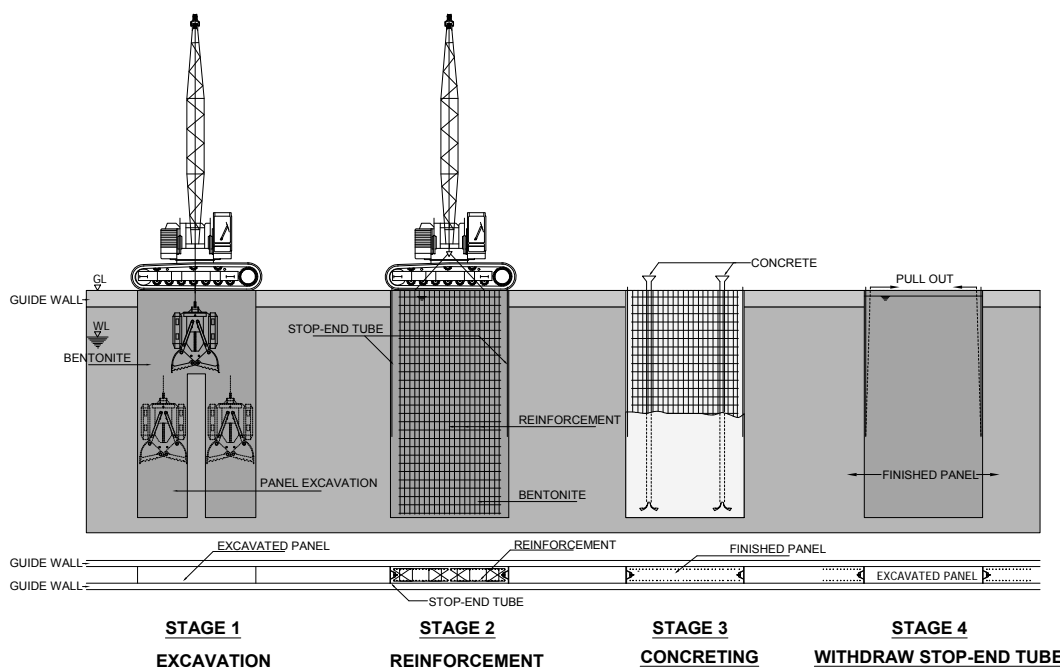 GL
GUIDE WALL
WL
BENTONITE
PANEL EXCAVATION
STOP-END TUBE
REINFORCEMENT
BENTONITE
CONCRETE
PULL OUT
FINISHED PANEL
GUIDE WALL
GUIDE WALL
EXCAVATED PANEL
REINFORCEMENT
STOP-END TUBE
FINISHED PANEL
EXCAVATED PANEL
STAGE 1
EXCAVATION
STAGE 2
REINFORCEMENT
STAGE 3
CONCRETING
STAGE 4
WITHDRAW STOP-END TUBE